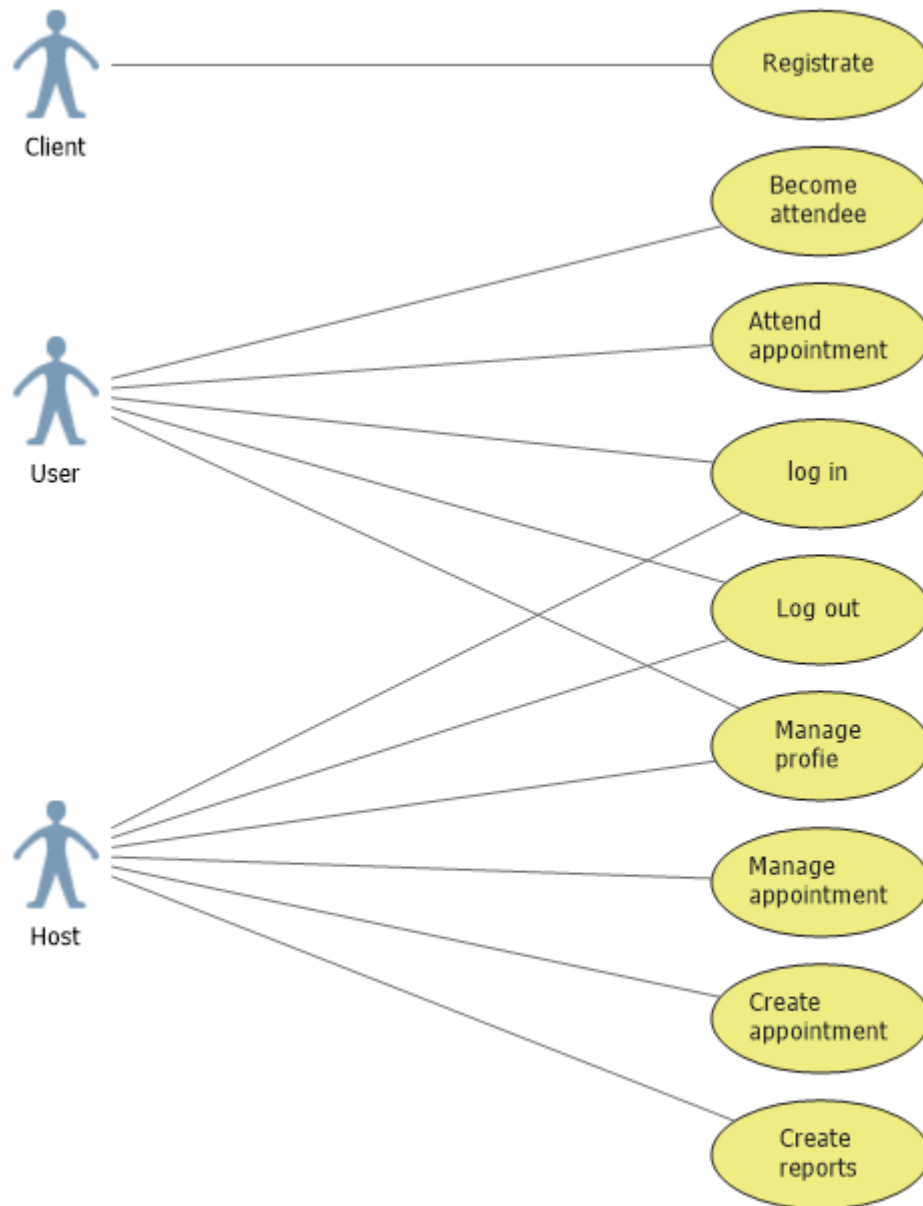 Registrate
Client
Become
attendee
Attend
appointment
User
log in
Log out
Manage
profie
Manage
appointment
Host
Create
appointment
Create
reports